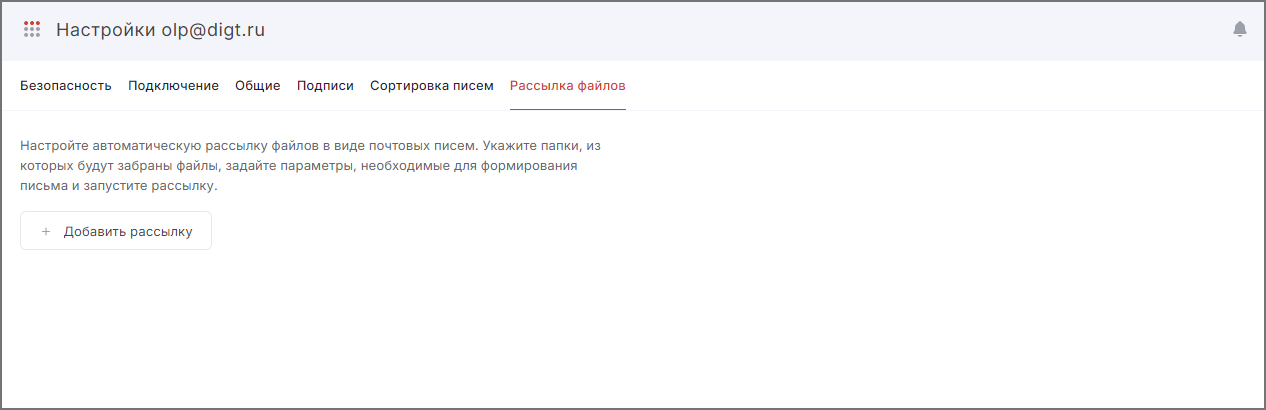 Настройки olp@digt.ru
Безопасность Подключение Общие Подписи Сортировка писем Рассылка файлов
Настройте автоматическую рассылку файлов в виде почтовых писем. Укажите папки, из
которых будут забраны файлы, задайте параметры, необходимые для формирования
письма и запустите рассылку.
+ Добавить рассылку